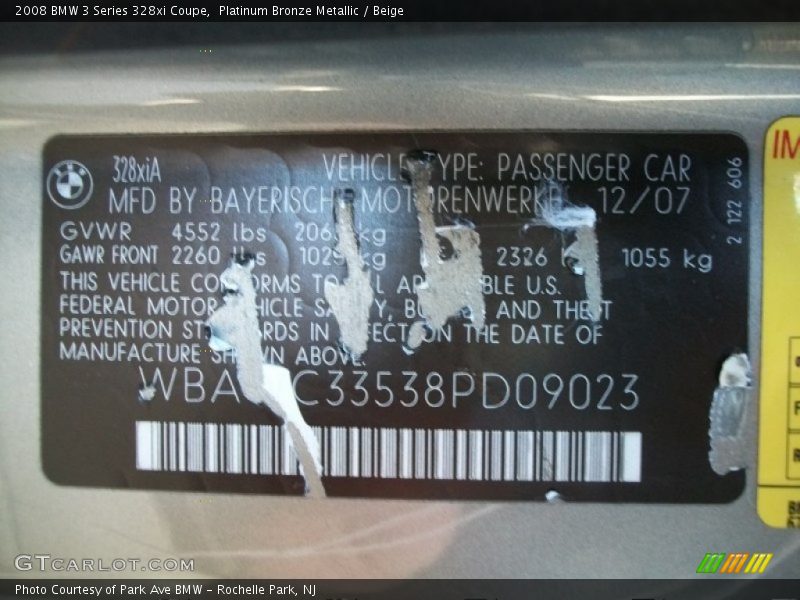 2008 BMW 3 Series 328xi Coupe, Platinum Bronze Metallic / Beige
328xiA
VEHICLE TYPE: PASSENGER CAR
MFD BY BAYERISCHE MOTORENWERKE 12/07
GVWR 4552 lbs kg
GAWR FRONT 2260 kg 2326 1055 kg
THIS VEHICLE CONFORMS TO ALL APPLICABLE U.S.
FEDERAL MOTOR VEHICLE SAFETY, AND THEFT
PREVENTION STANDARDS IN EFFECT ON THE DATE OF
MANUFACTURE SHOWN ABOVE.
C33538PD09023
2 122 606
IM
GTCARLOT.COM
Photo Courtesy of Park Ave BMW – Rochelle Park, NJ